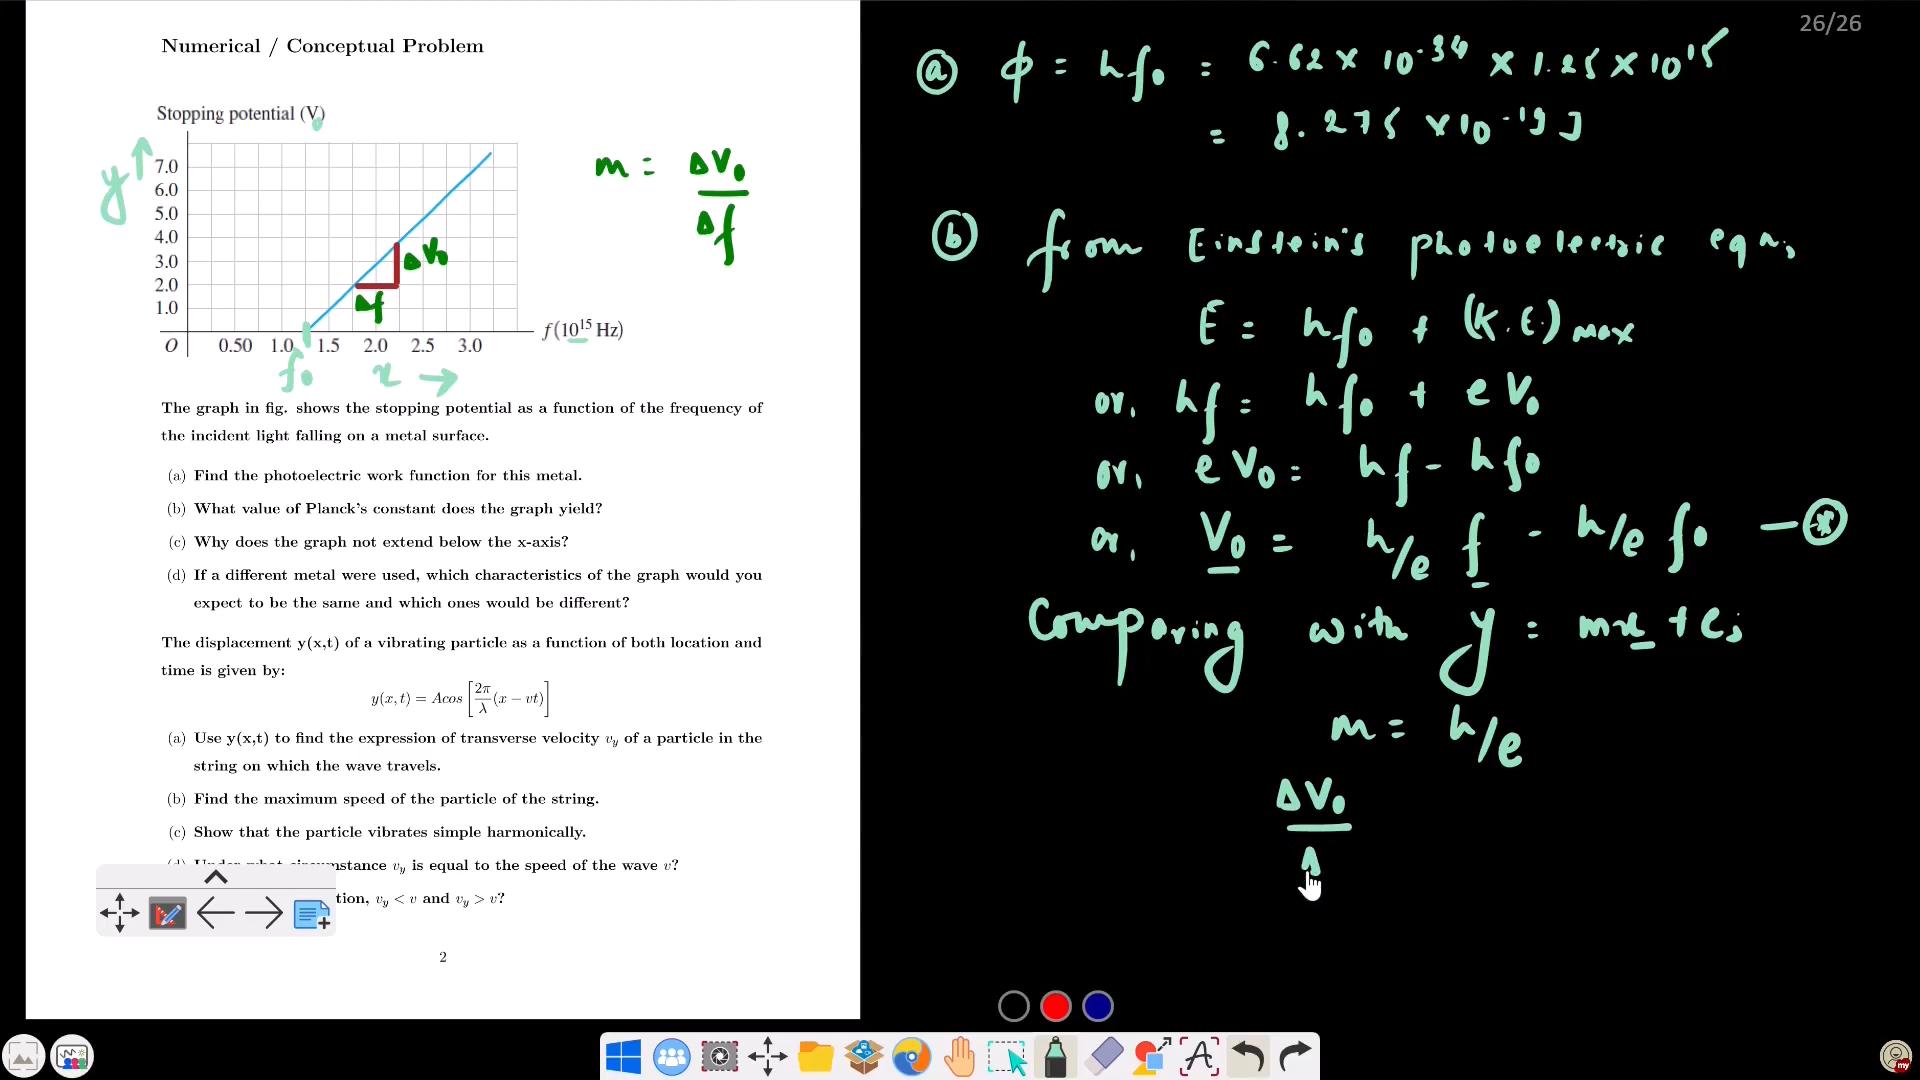 26/26
Numerical / Conceptual Problem
Stopping potential (V)
7.0
6.0
5.0
4.0
3.0
2.0
1.0
O 0.50 1.0 1.5 2.0 2.5 3.0
f (10¹⁵ Hz)
y
x
f₀
ΔV₀
Δf
m = ΔV₀ / Δf
The graph in fig. shows the stopping potential as a function of the frequency of
the incident light falling on a metal surface.
(a) Find the photoelectric work function for this metal.
(b) What value of Planck's constant does the graph yield?
(c) Why does the graph not extend below the x-axis?
(d) If a different metal were used, which characteristics of the graph would you
expect to be the same and which ones would be different?
The displacement y(x,t) of a vibrating particle as a function of both location and
time is given by:
y(x, t) = Acos [2π/λ (x − vt)]
(a) Use y(x,t) to find the expression of transverse velocity v_y of a particle in the
string on which the wave travels.
(b) Find the maximum speed of the particle of the string.
(c) Show that the particle vibrates simple harmonically.
stance v_y is equal to the speed of the wave v?
tion, v_y < v and v_y > v?
2
(a) φ = hf₀ = 6.62 × 10⁻³⁴ × 1.25 × 10¹⁵
= 8.275 × 10⁻¹⁹ J
(b) from Einstein's photoelectric eqn,
E = hf₀ + (K.E.)max
or, hf = hf₀ + eV₀
or, eV₀ = hf - hf₀
or, V₀ = h/e f - h/e f₀ — ⊛
Comparing with y = mx + c,
m = h/e
ΔV₀
my